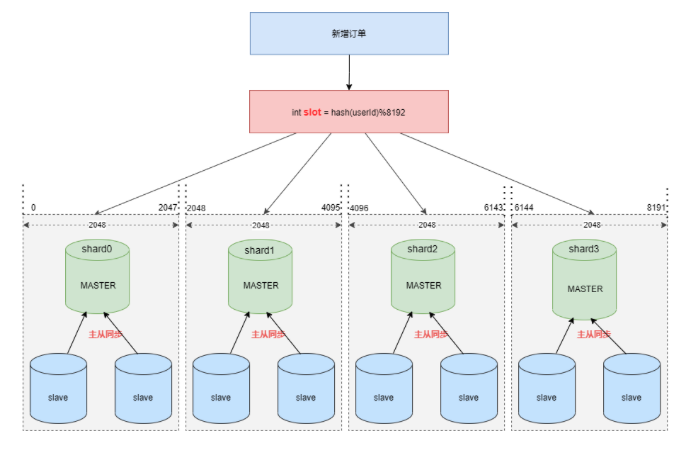 新增订单
int slot = hash(userId)%8192
0 2047 2048 4095 4096 6143 6144 8191
2048 2048 2048 2048
shard0 shard1 shard2 shard3
MASTER MASTER MASTER MASTER
主从同步 主从同步 主从同步 主从同步
slave slave slave slave slave slave slave slave